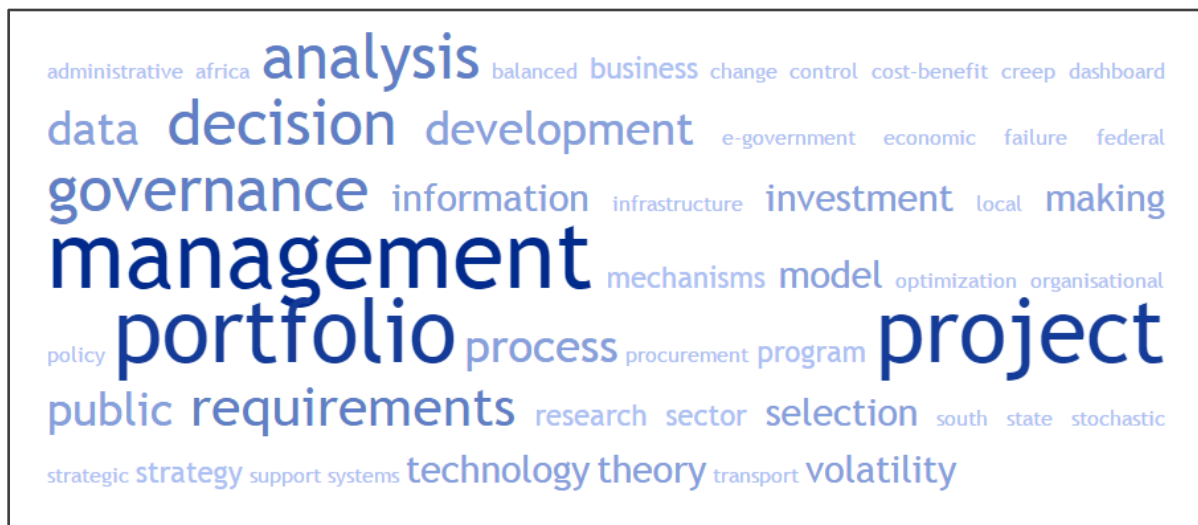 administrative africa analysis balanced business change control cost-benefit creep dashboard
data decision development e-government economic failure federal
governance information infrastructure investment local making
management mechanisms model optimization organisational
policy portfolio process procurement program project
public requirements research sector selection south state stochastic
strategic strategy support systems technology theory transport volatility